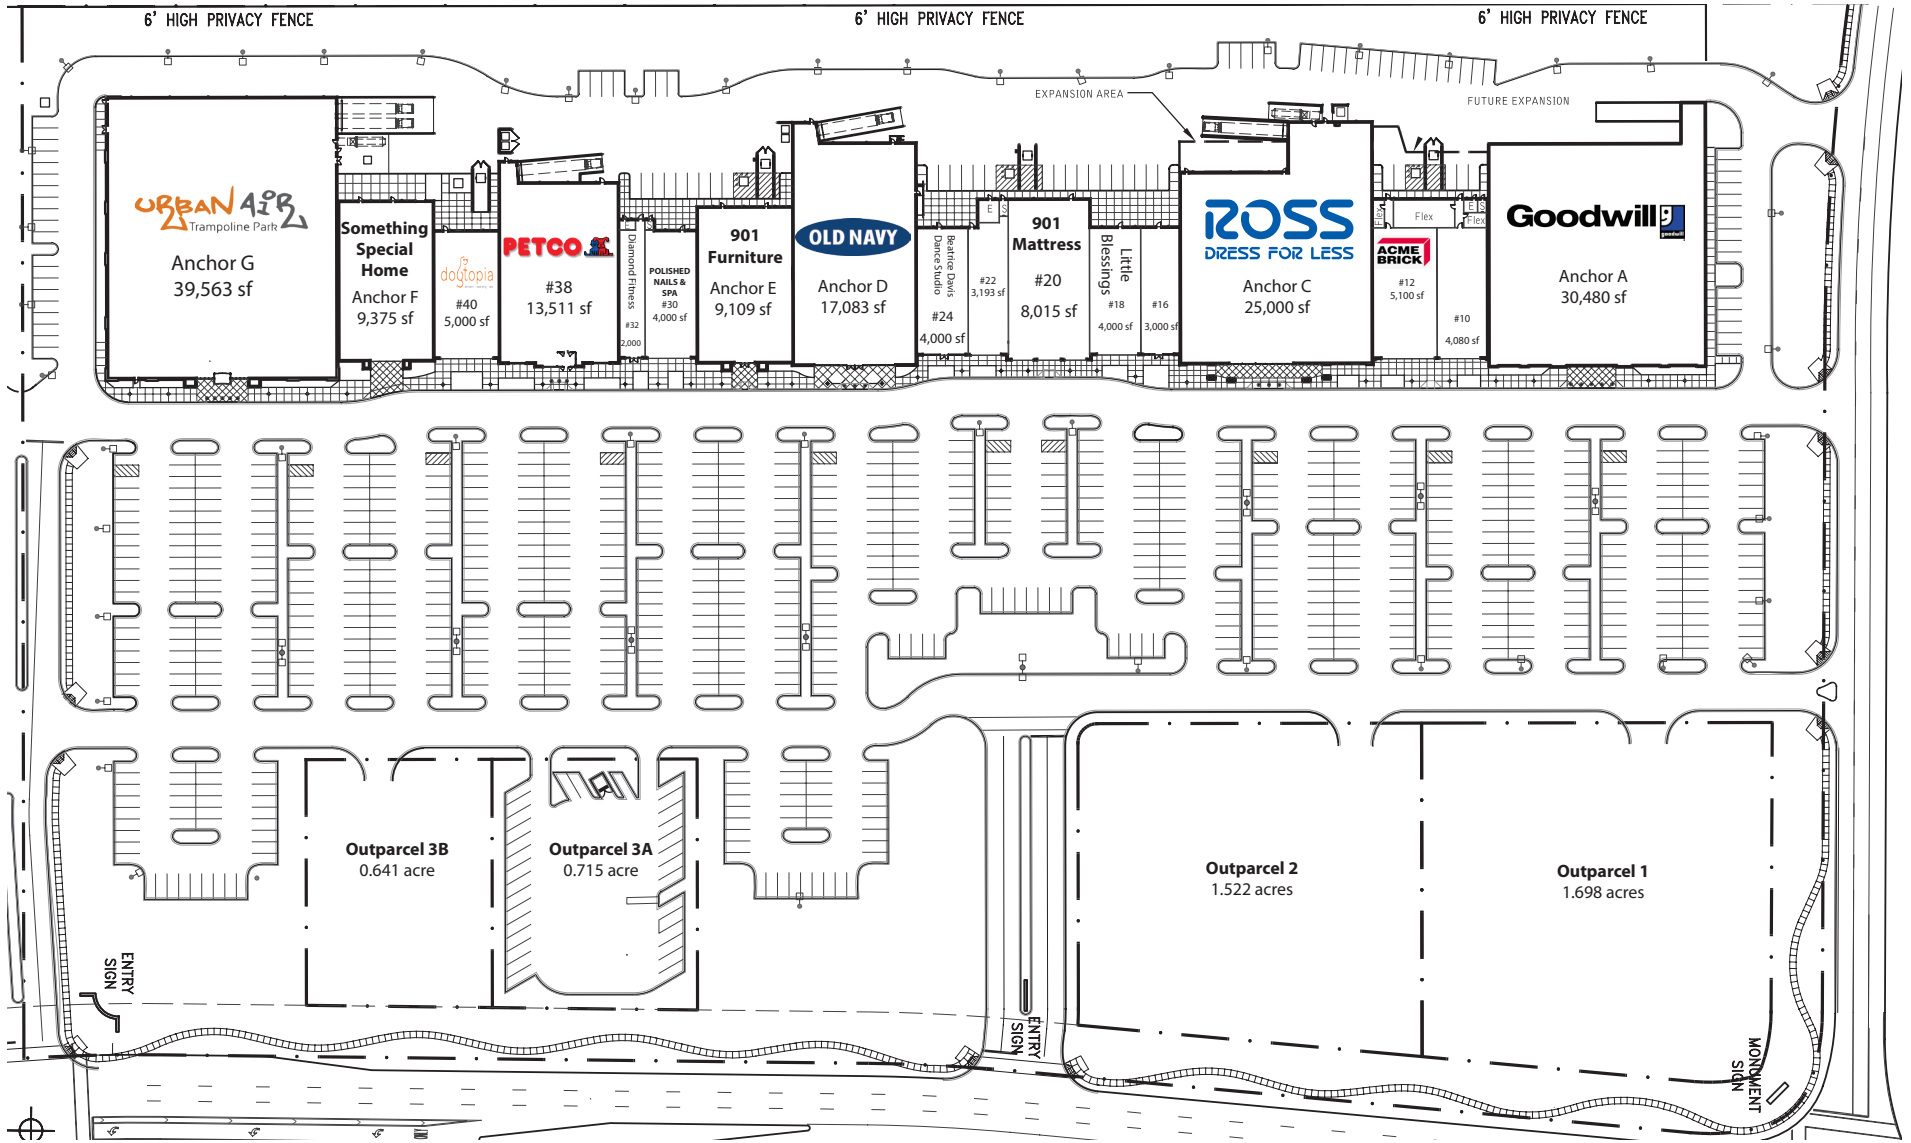 6' HIGH PRIVACY FENCE
6' HIGH PRIVACY FENCE
6' HIGH PRIVACY FENCE
EXPANSION AREA
FUTURE EXPANSION
URBAN AIR
Trampoline Park
Anchor G
39,563 sf
Something
Special
Home
Anchor F
9,375 sf
dogtopia
#40
5,000 sf
PETCO
#38
13,511 sf
E
S
Diamond Fitness
#32
2,000
POLISHED
NAILS &
SPA
#30
4,000 sf
901
Furniture
Anchor E
9,109 sf
OLD NAVY
Anchor D
17,083 sf
Beatrice Davis
Dance Studio
#24
4,000 sf
E S
#22
3,193 sf
901
Mattress
#20
8,015 sf
Little
Blessings
#18
4,000 sf
#16
3,000 sf
ROSS
DRESS FOR LESS
Anchor C
25,000 sf
Flex
Flex
E S
Flex
ACME
BRICK
#12
5,100 sf
#10
4,080 sf
Goodwill
goodwill
Anchor A
30,480 sf
Outparcel 3B
0.641 acre
Outparcel 3A
0.715 acre
Outparcel 2
1.522 acres
Outparcel 1
1.698 acres
ENTRY
SIGN
ENTRY
SIGN
MONUMENT
SIGN